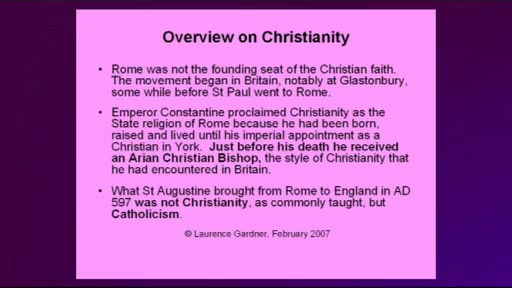 Overview on Christianity
• Rome was not the founding seat of the Christian faith.
The movement began in Britain, notably at Glastonbury,
some while before St Paul went to Rome.
• Emperor Constantine proclaimed Christianity as the
State religion of Rome because he had been born,
raised and lived until his imperial appointment as a
Christian in York. Just before his death he received
an Arian Christian Bishop, the style of Christianity that
he had encountered in Britain.
• What St Augustine brought from Rome to England in AD
597 was not Christianity, as commonly taught, but
Catholicism.
© Laurence Gardner, February 2007